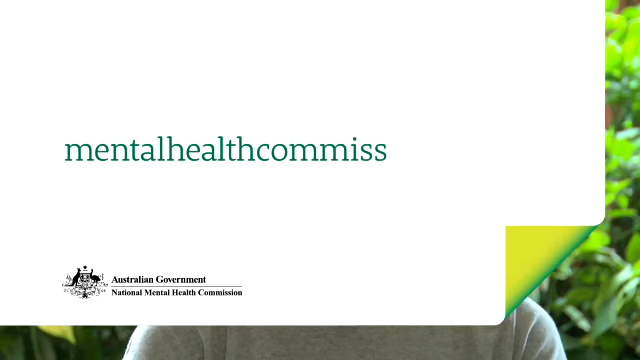 mentalhealthcommiss
Australian Government
National Mental Health Commission